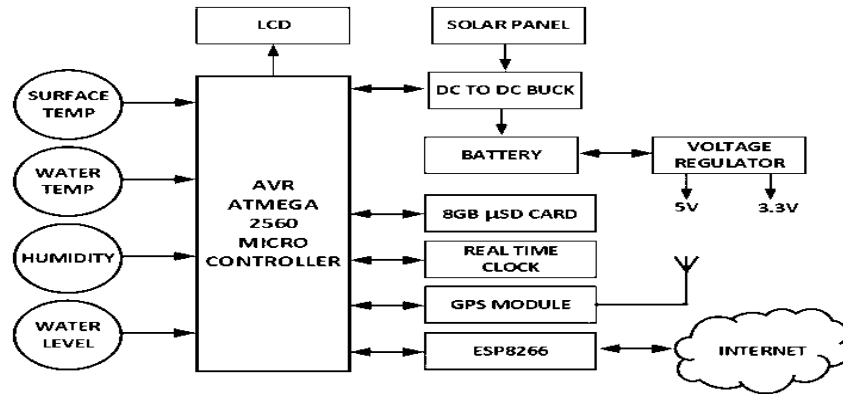 LCD
SOLAR PANEL
SURFACE
TEMP
DC TO DC BUCK
WATER
TEMP
BATTERY
VOLTAGE
REGULATOR
AVR
ATMEGA
2560
MICRO
CONTROLLER
5V
3.3V
8GB µSD CARD
HUMIDITY
REAL TIME
CLOCK
GPS MODULE
WATER
LEVEL
ESP8266
INTERNET